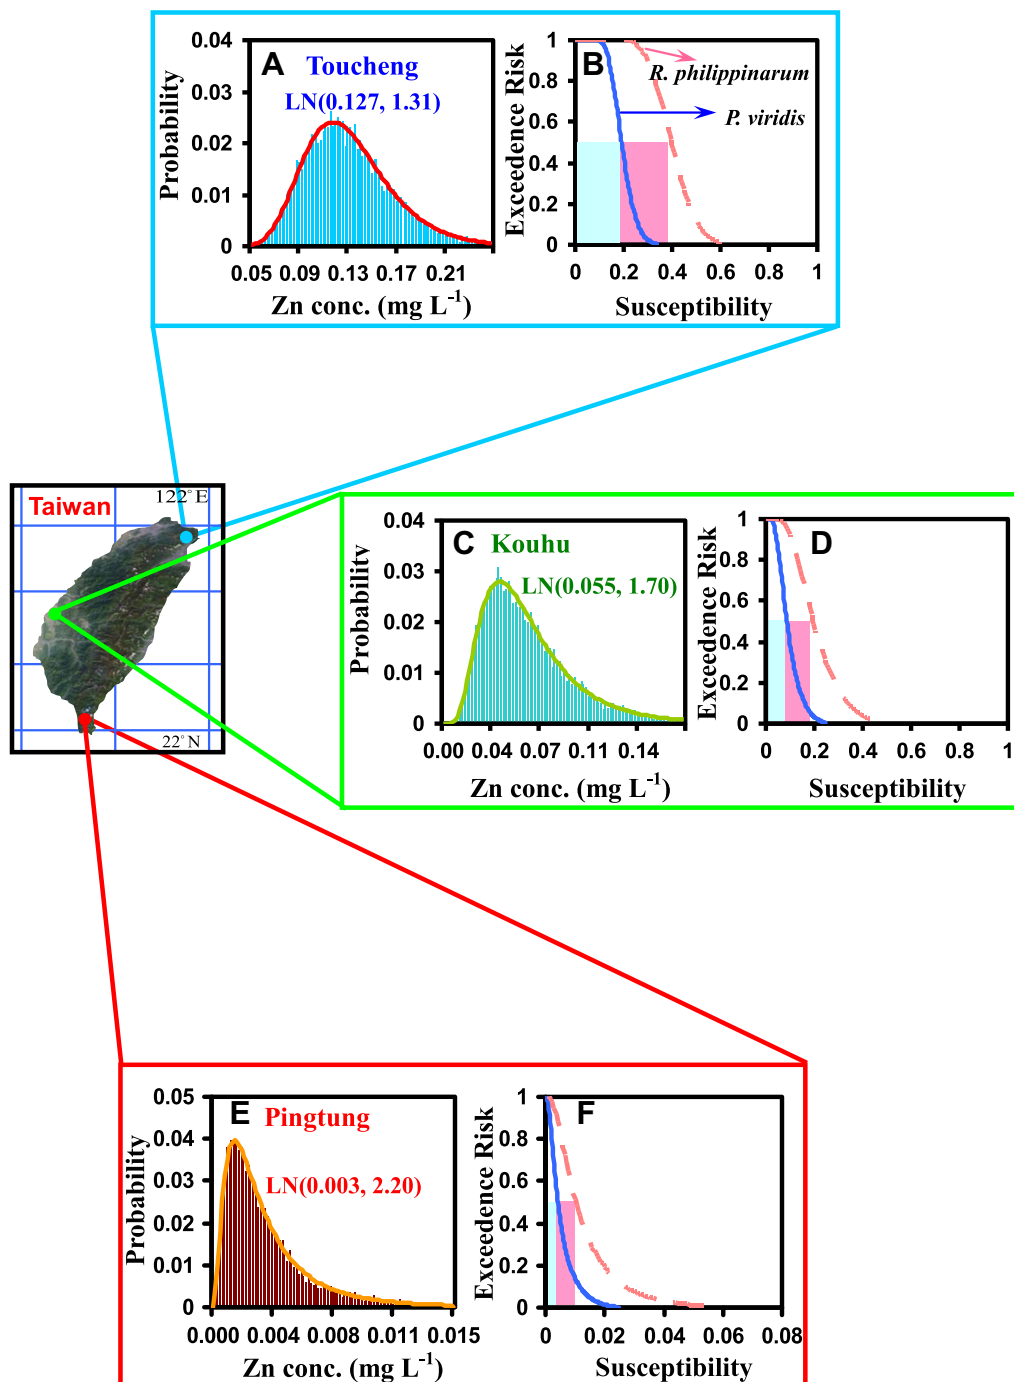 A
Toucheng
LN(0.127, 1.31)
Probability
0.04
0.03
0.02
0.01
0
0.05 0.09 0.13 0.17 0.21
Zn conc. (mg L-1)
B
R. philippinarum
P. viridis
Exceedence Risk
1
0.8
0.6
0.4
0.2
0
0 0.2 0.4 0.6 0.8 1
Susceptibility
Taiwan
122°E
22°N
C
Kouhu
LN(0.055, 1.70)
Probability
0.04
0.03
0.02
0.01
0
0.00 0.04 0.07 0.11 0.14
Zn conc. (mg L-1)
D
Exceedence Risk
1
0.8
0.6
0.4
0.2
0
0 0.2 0.4 0.6 0.8 1
Susceptibility
E
Pingtung
LN(0.003, 2.20)
Probability
0.05
0.04
0.03
0.02
0.01
0
0.000 0.004 0.008 0.011 0.015
Zn conc. (mg L-1)
F
Exceedence Risk
1
0.8
0.6
0.4
0.2
0
0 0.02 0.04 0.06 0.08
Susceptibility